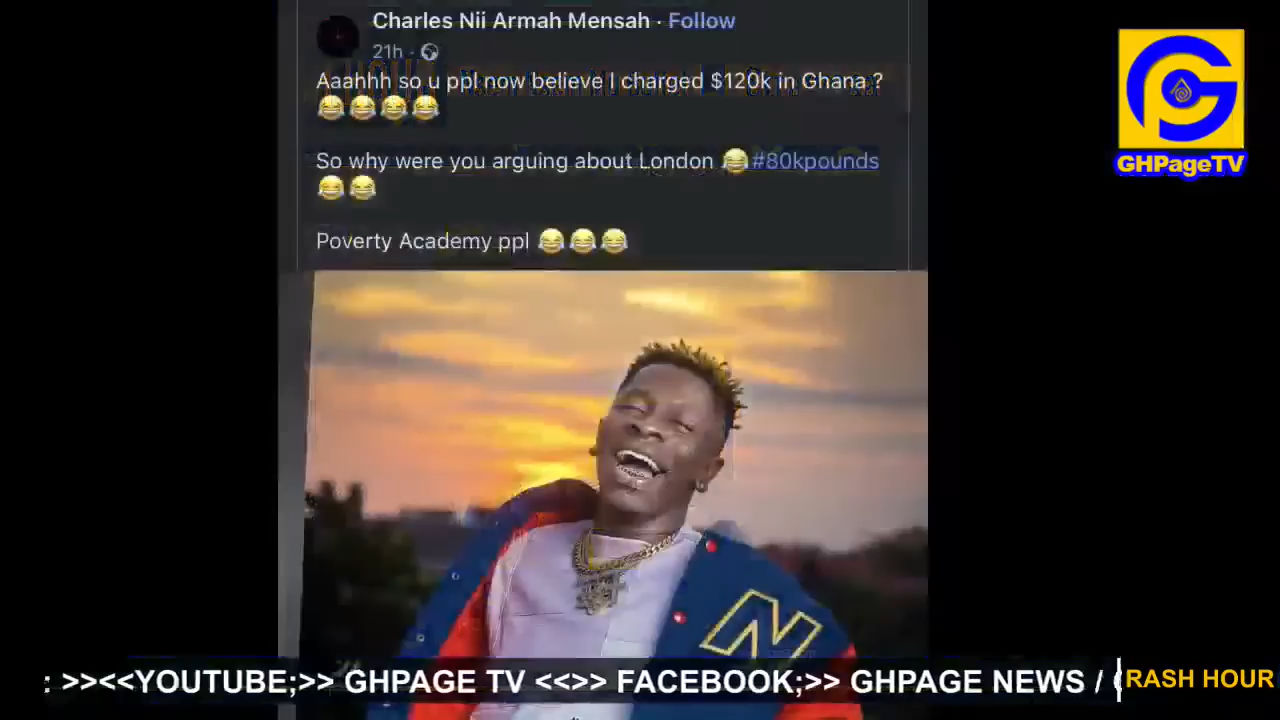 Charles Nii Armah Mensah · Follow
21h ·
Aaahhh so u ppl now believe I charged $120k in Ghana ?
😂😂😂😂
So why were you arguing about London 😂#80kpounds
😂😂
Poverty Academy ppl 😂😂😂
GHPageTV
N
: >><<YOUTUBE;>> GHPAGE TV <<>> FACEBOOK;>> GHPAGE NEWS / (
RASH HOUR